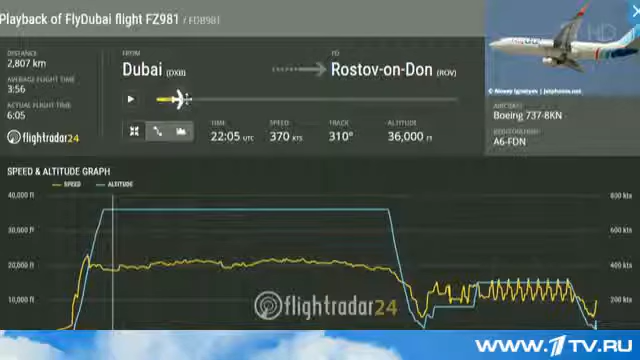 Playback of FlyDubai flight FZ981 / FDB981
DISTANCE
2,807 km
AVERAGE FLIGHT TIME
3:56
ACTUAL FLIGHT TIME
6:05
flightradar24
FROM
Dubai (DXB)
TO
Rostov-on-Don (ROV)
TIME SPEED TRACK ALTITUDE
22:05 UTC 370 KTS 310° 36,000 FT
HD
AIRCRAFT
Boeing 737-8KN
REGISTRATION
A6-FDN
SPEED & ALTITUDE GRAPH
SPEED ALTITUDE
40,000 ft 800 kts
30,000 ft 600 kts
20,000 ft 400 kts
10,000 ft 200 kts
flightradar24
WWW.1TV.RU